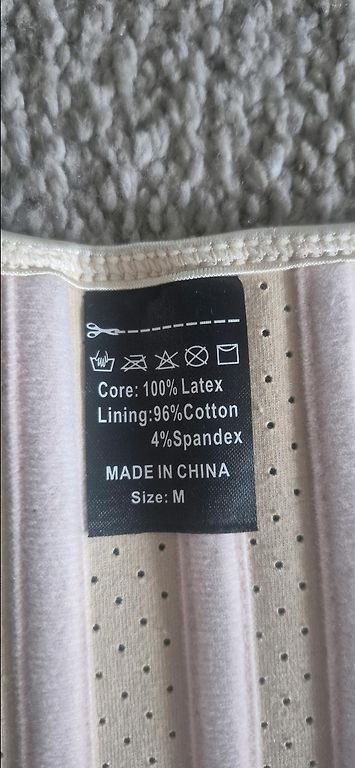 Core: 100% Latex
Lining:96%Cotton
4%Spandex
MADE IN CHINA
Size: M